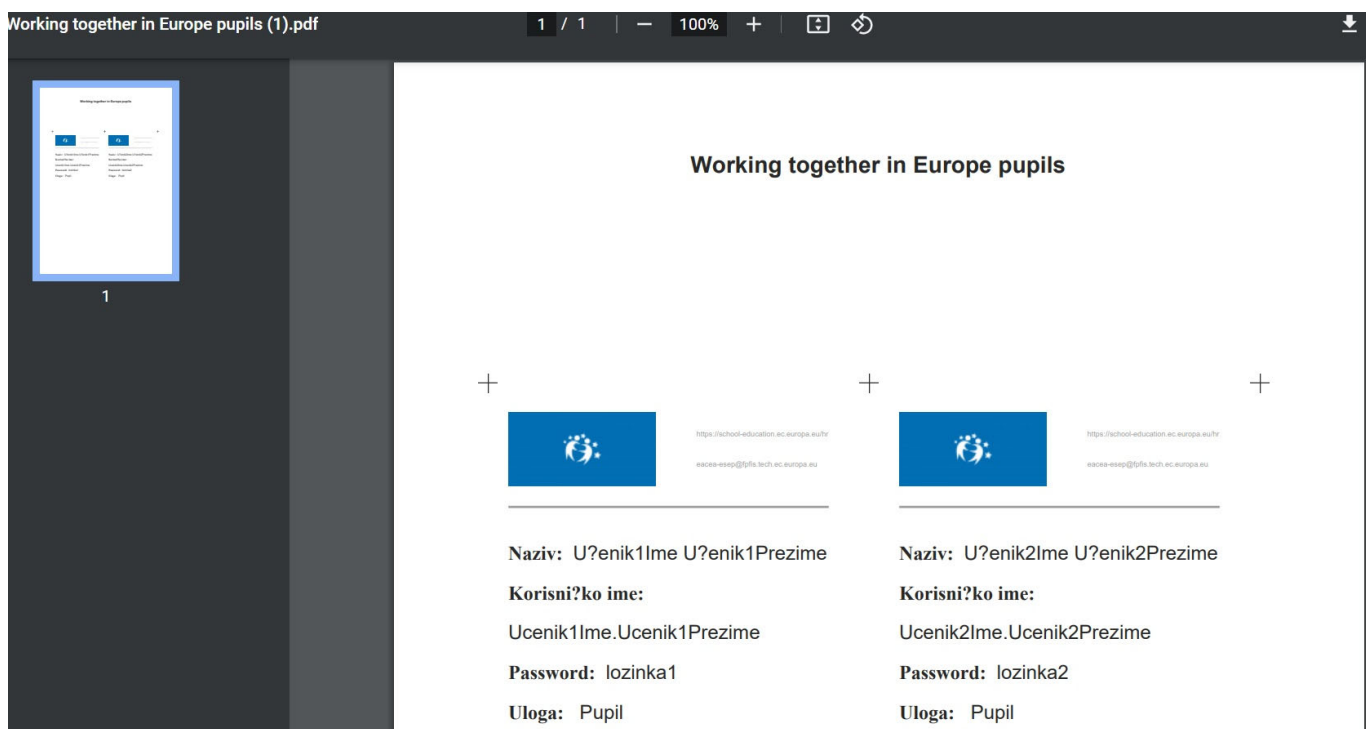 Working together in Europe pupils (1).pdf
1 / 1 | − 100% + |
1
Working together in Europe pupils
https://school-education.ec.europa.eu/hr
eacea-esep@fpfis.tech.ec.europa.eu
Naziv: U?enik1Ime U?enik1Prezime
Korisni?ko ime:
Ucenik1Ime.Ucenik1Prezime
Password: lozinka1
Uloga: Pupil
https://school-education.ec.europa.eu/hr
eacea-esep@fpfis.tech.ec.europa.eu
Naziv: U?enik2Ime U?enik2Prezime
Korisni?ko ime:
Ucenik2Ime.Ucenik2Prezime
Password: lozinka2
Uloga: Pupil